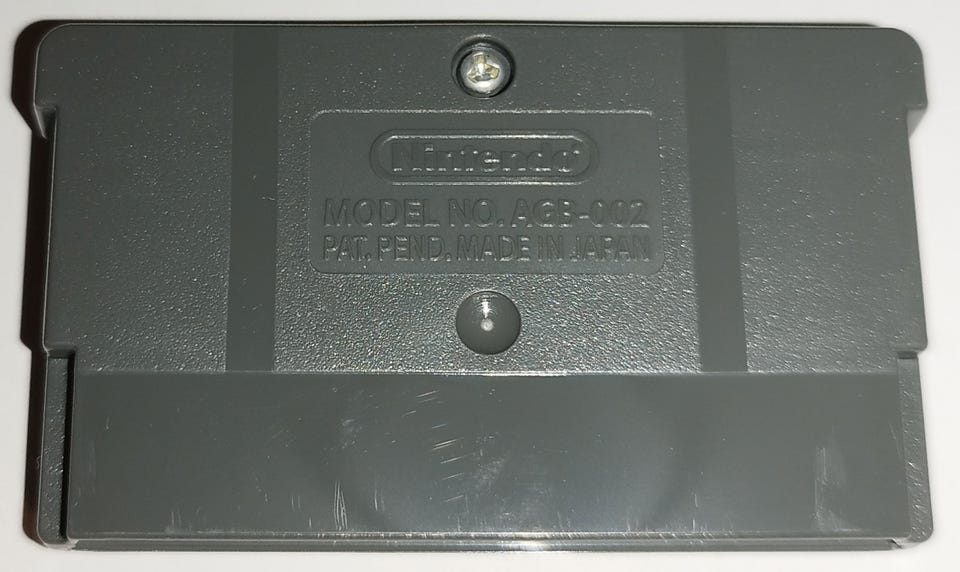 Nintendo®
MODEL NO. AGB-002
PAT. PEND. MADE IN JAPAN